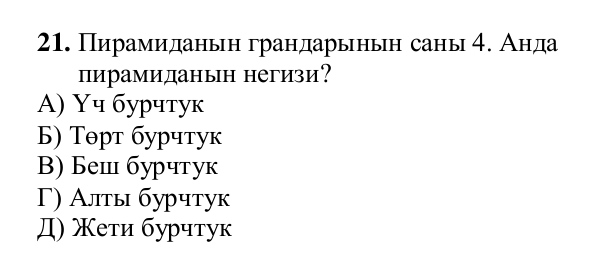 21. Пирамиданын грандарынын саны 4. Анда
пирамиданын негизи?
А) Үч бурчтук
Б) Төрт бурчтук
В) Беш бурчтук
Г) Алты бурчтук
Д) Жети бурчтук